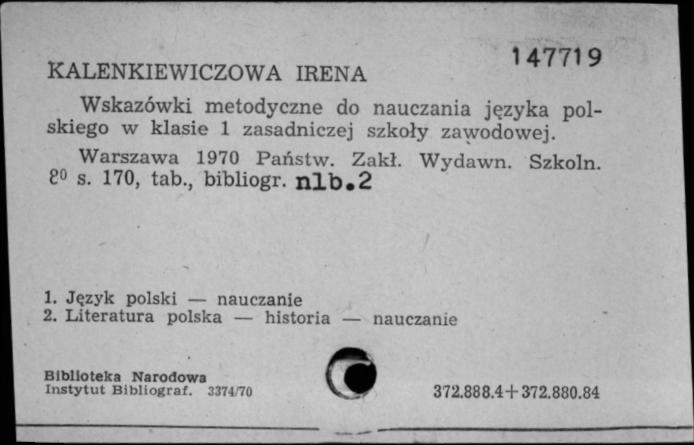 147719
KALENKIEWICZOWA IRENA
Wskazówki metodyczne do nauczania języka pol-
skiego w klasie 1 zasadniczej szkoły zawodowej.
Warszawa 1970 Państw. Zakł. Wydawn. Szkoln.
8⁰ s. 170, tab., bibliogr. nlb.2
1. Język polski — nauczanie
2. Literatura polska — historia — nauczanie
Biblioteka Narodowa
Instytut Bibliograf. 3374/70
372.888.4+372.880.84